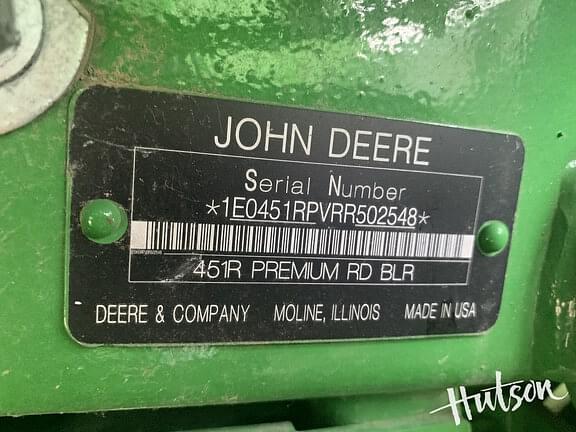 JOHN DEERE
Serial Number
*1E0451RPVRR502548*
451R PREMIUM RD BLR
DEERE & COMPANY MOLINE, ILLINOIS MADE IN USA
Hutson